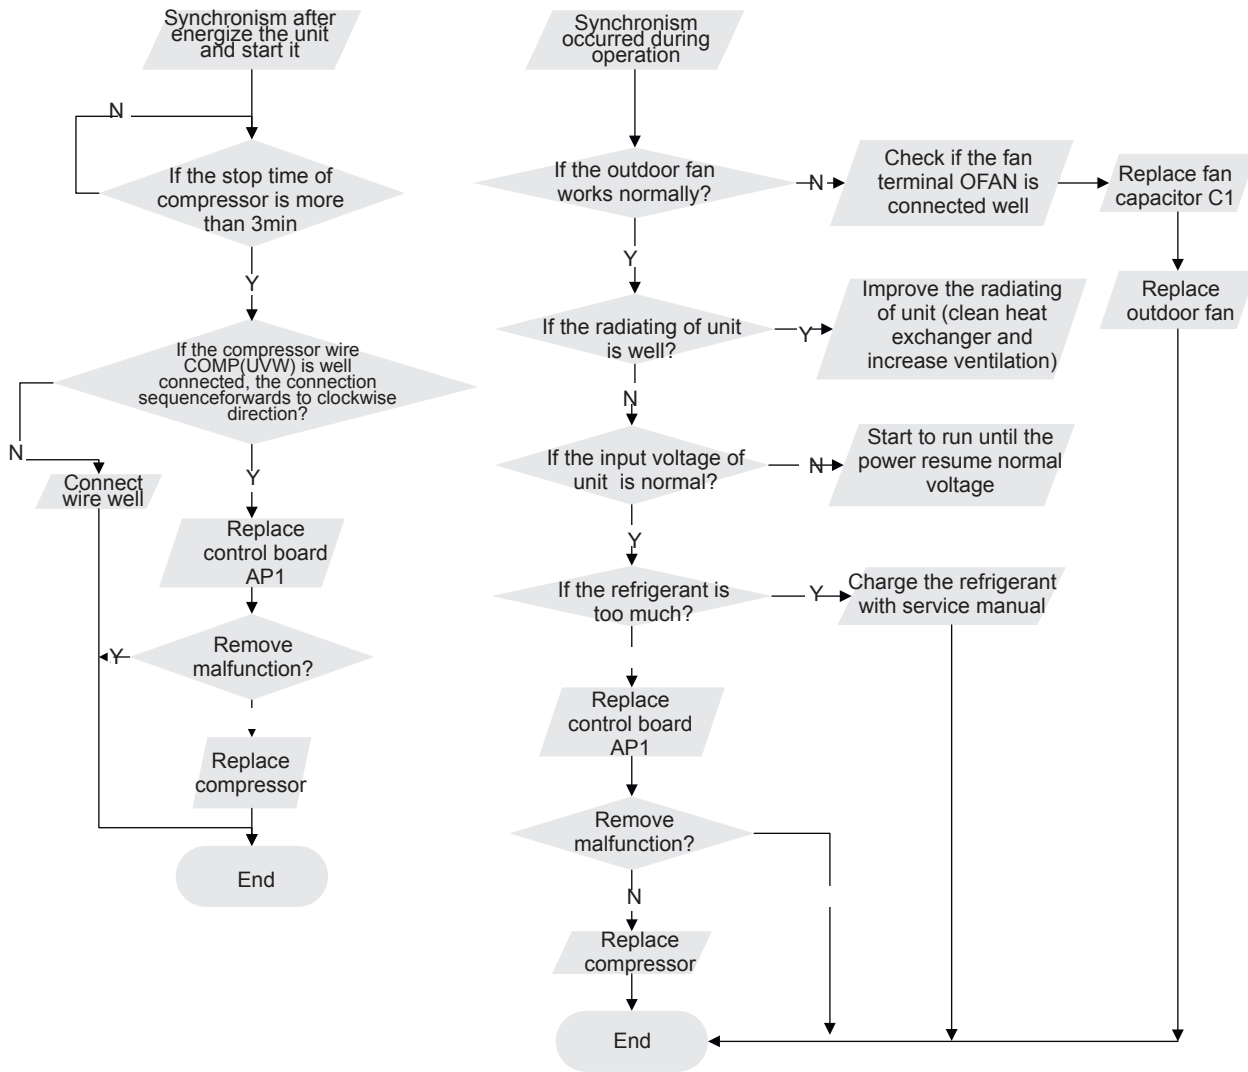 Synchronism after
energize the unit
and start it
N
If the stop time of
compressor is more
than 3min
Y
If the compressor wire
COMP(UVW) is well
connected, the connection
sequenceforwards to clockwise
direction?
N
Connect
wire well
Y
Replace
control board
AP1
Remove
malfunction?
Y
Replace
compressor
End
Synchronism
occurred during
operation
If the outdoor fan
works normally?
N
Check if the fan
terminal OFAN is
connected well
Replace fan
capacitor C1
Replace
outdoor fan
Y
If the radiating of unit
is well?
Y
Improve the radiating
of unit (clean heat
exchanger and
increase ventilation)
N
If the input voltage of
unit is normal?
N
Start to run until the
power resume normal
voltage
Y
If the refrigerant is
too much?
Y
Charge the refrigerant
with service manual
Replace
control board
AP1
Remove
malfunction?
N
Replace
compressor
End